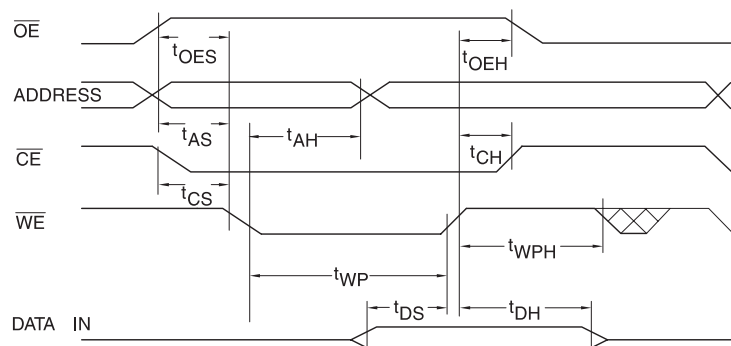 OE
tOES
tOEH
ADDRESS
tAS
tAH
CE
tCH
tCS
WE
tWPH
tWP
tDS
tDH
DATA IN